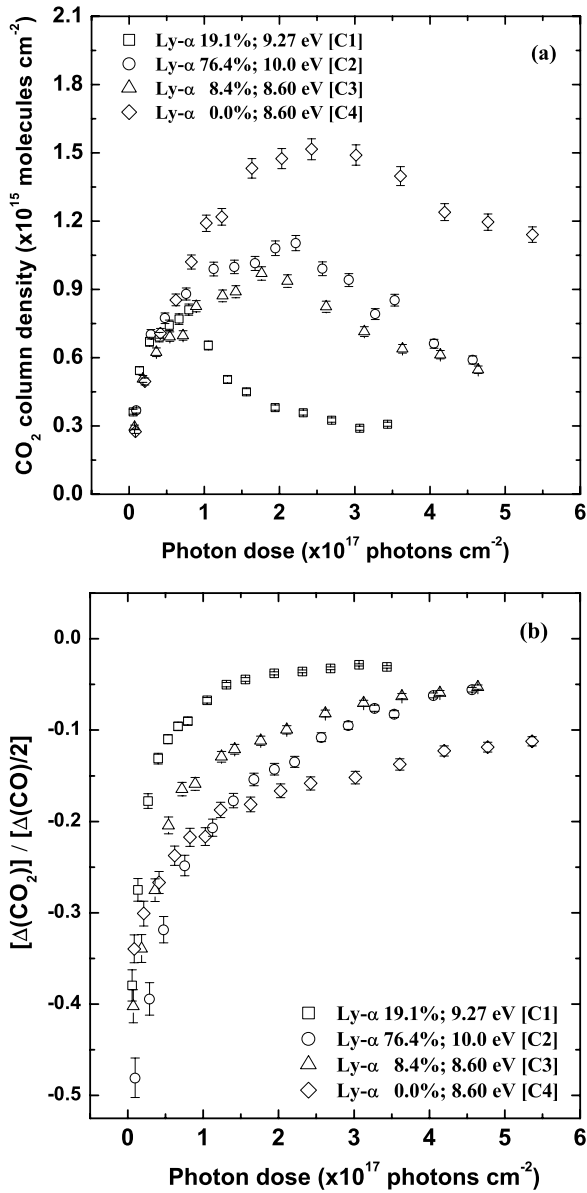 2.1
1.8
1.5
1.2
0.9
0.6
0.3
0.0
CO2 column density (x10^15 molecules cm^-2)
(a)
Ly-α 19.1%; 9.27 eV [C1]
Ly-α 76.4%; 10.0 eV [C2]
Ly-α 8.4%; 8.60 eV [C3]
Ly-α 0.0%; 8.60 eV [C4]
0 1 2 3 4 5 6
Photon dose (x10^17 photons cm^-2)
0.0
-0.1
-0.2
-0.3
-0.4
-0.5
[Δ(CO2)] / [Δ(CO)/2]
(b)
Ly-α 19.1%; 9.27 eV [C1]
Ly-α 76.4%; 10.0 eV [C2]
Ly-α 8.4%; 8.60 eV [C3]
Ly-α 0.0%; 8.60 eV [C4]
0 1 2 3 4 5 6
Photon dose (x10^17 photons cm^-2)